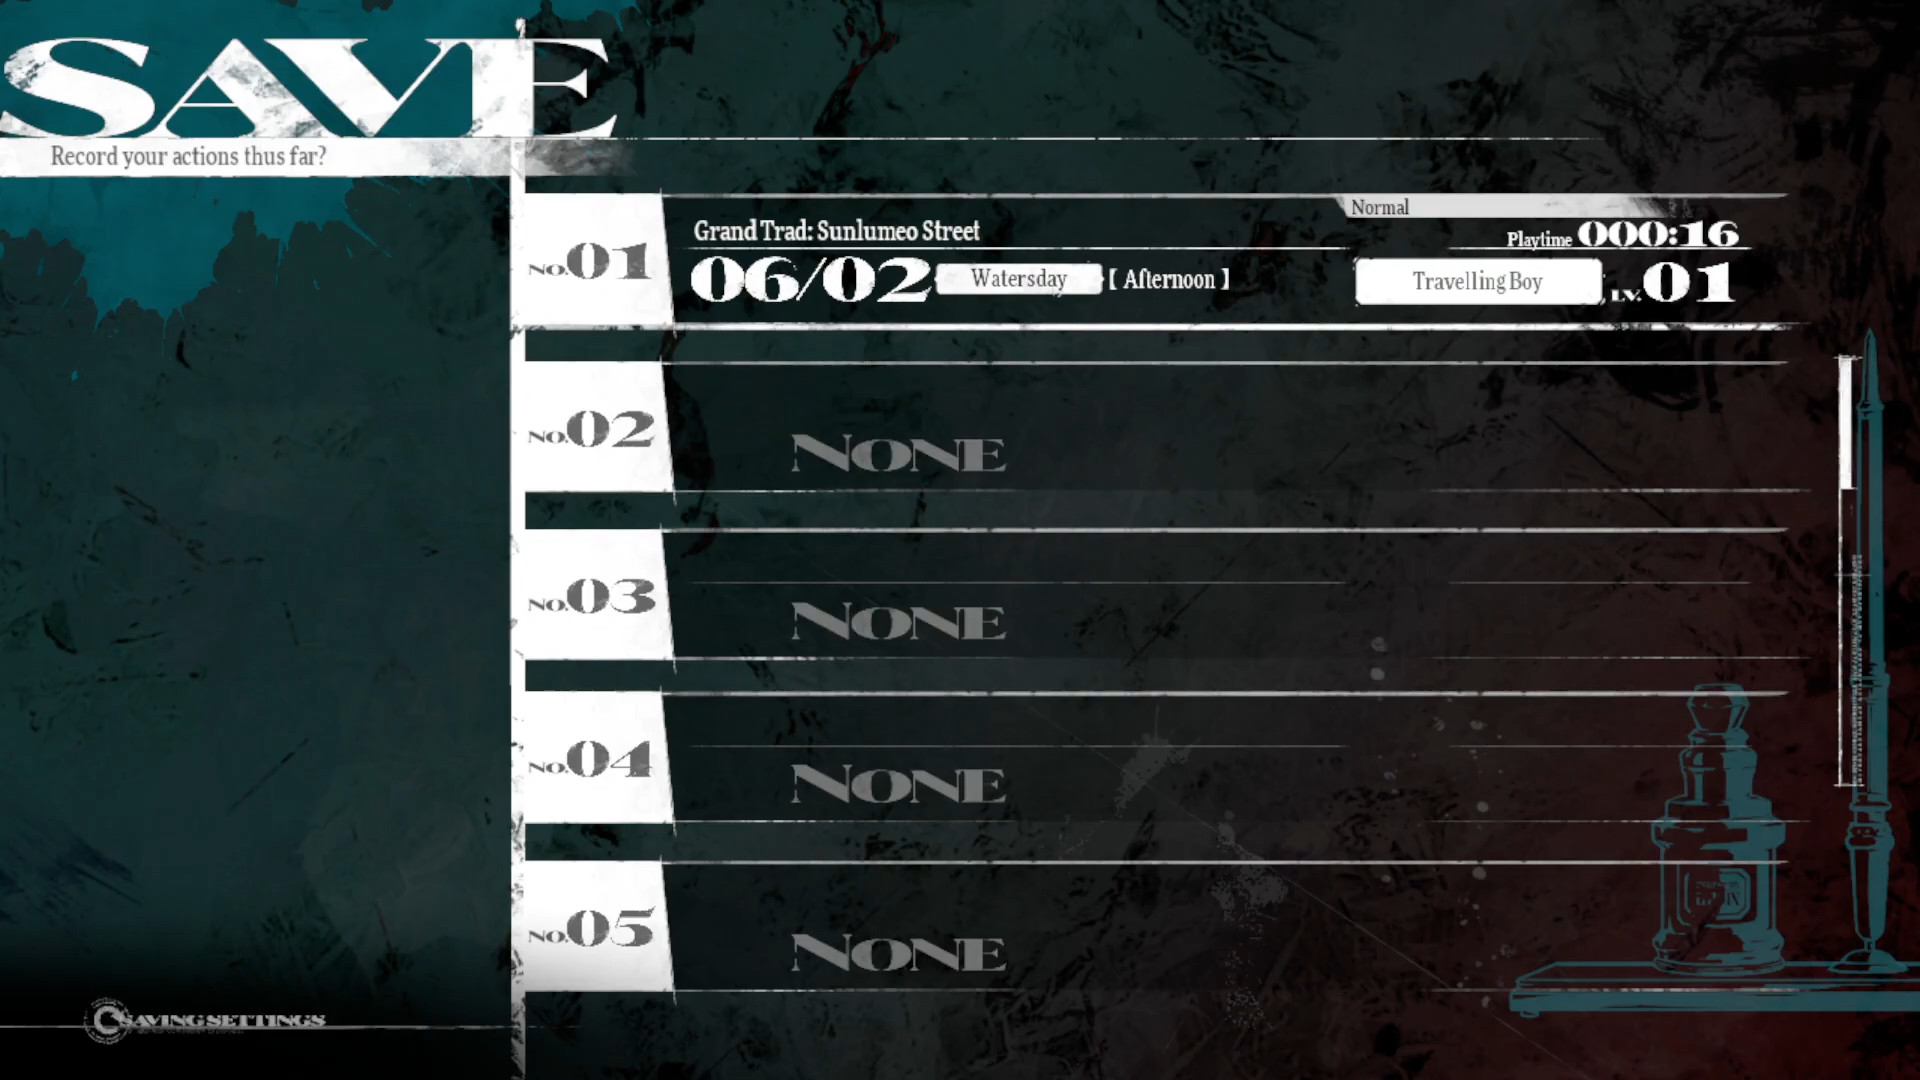 SAVE
Record your actions thus far?
Normal
Grand Trad: Sunlumeo Street
Playtime 000:16
No.01
06/02 Watersday 【 Afternoon 】
Travelling Boy LV.01
No.02
NONE
No.03
NONE
No.04
NONE
No.05
NONE
SAVING SETTINGS